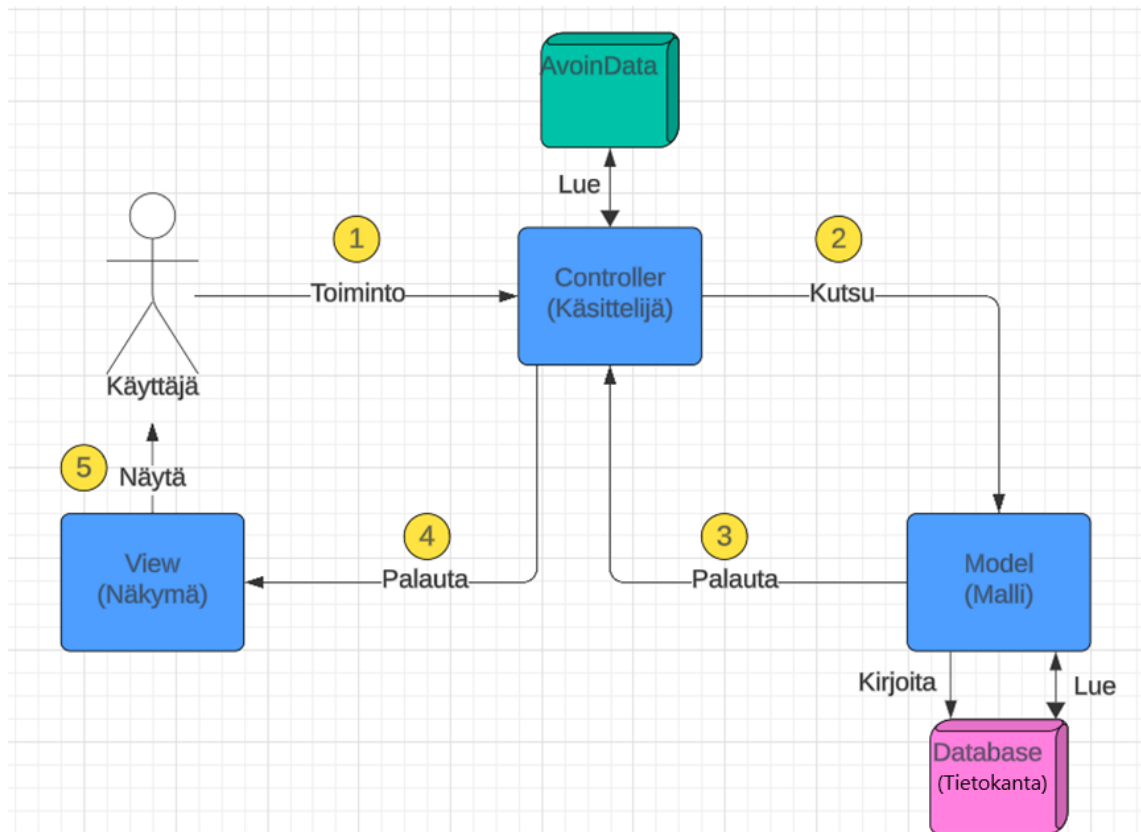 AvoinData
Lue
1
2
Toiminto
Controller
(Käsittelijä)
Kutsu
Käyttäjä
5
Näytä
4
3
Palauta
Palauta
View
(Näkymä)
Model
(Malli)
Kirjoita
Lue
Database
(Tietokanta)